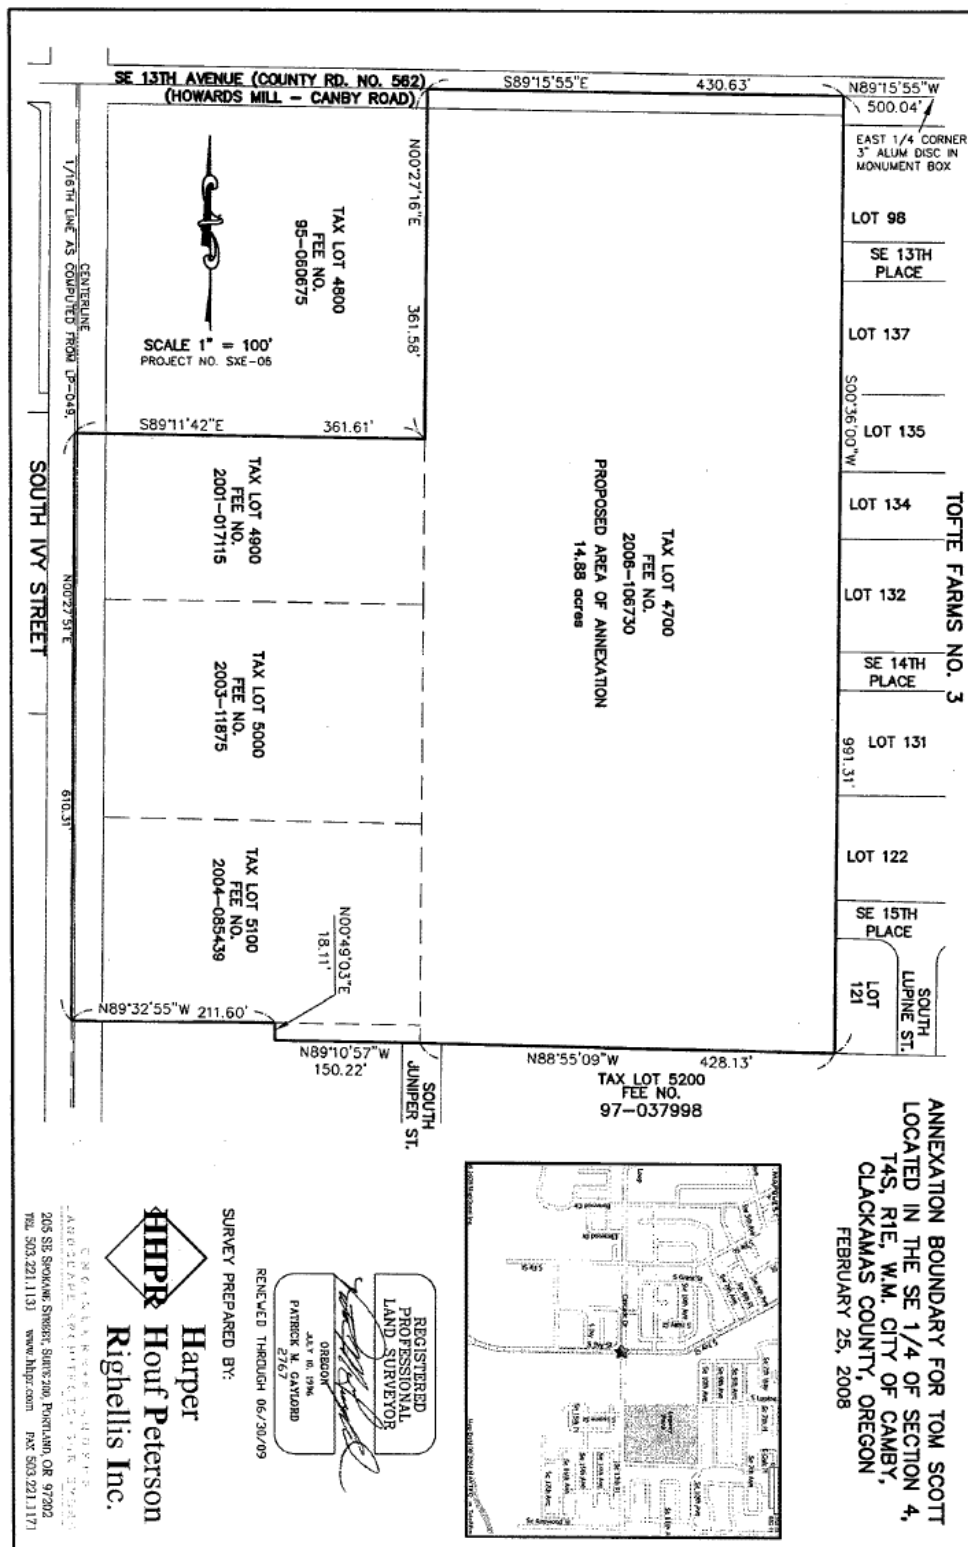 SE 13TH AVENUE (COUNTY RD. NO. 562)
(HOWARDS MILL - CANBY ROAD)
S89°15'55"E 430.63'
N89°15'55"W
500.04'
EAST 1/4 CORNER
3" ALUM DISC IN
MONUMENT BOX
LOT 98
SE 13TH
PLACE
LOT 137
S00°36'00"W
LOT 135
LOT 134
LOT 132
SE 14TH
PLACE
LOT 131
991.31'
LOT 122
SE 15TH
PLACE
LOT
121
SOUTH
LUPINE ST.
TOFTE FARMS NO. 3
N00°27'16"E 361.58'
TAX LOT 4800
FEE NO.
95-060675
SCALE 1" = 100'
PROJECT NO. SXE-06
CENTERLINE
1/16TH LINE AS COMPUTED FROM LP-049.
S89°11'42"E 361.61'
TAX LOT 4900
FEE NO.
2001-017115
TAX LOT 4700
FEE NO.
2006-106730
PROPOSED AREA OF ANNEXATION
14.88 acres
SOUTH IVY STREET
N00°27'51"E 610.31'
TAX LOT 5000
FEE NO.
2003-11875
TAX LOT 5100
FEE NO.
2004-085439
N00°49'03"E
18.11'
N89°32'55"W 211.60'
N89°10'57"W
150.22'
SOUTH
JUNIPER ST.
N88°55'09"W 428.13'
TAX LOT 5200
FEE NO.
97-037998
ANNEXATION BOUNDARY FOR TOM SCOTT
LOCATED IN THE SE 1/4 OF SECTION 4,
T4S, R1E, W.M. CITY OF CAMBY,
CLACKAMAS COUNTY, OREGON
FEBRUARY 25, 2008
REGISTERED
PROFESSIONAL
LAND SURVEYOR
OREGON
JULY 10, 1996
PATRICK M. GAYLORD
2767
RENEWED THROUGH 06/30/09
SURVEY PREPARED BY:
HHPR
Harper
Houf Peterson
Righellis Inc.
205 SE SPOKANE STREET, SUITE 200, PORTLAND, OR 97202
TEL 503.221.1131 www.hhpr.com FAX 503.221.1171